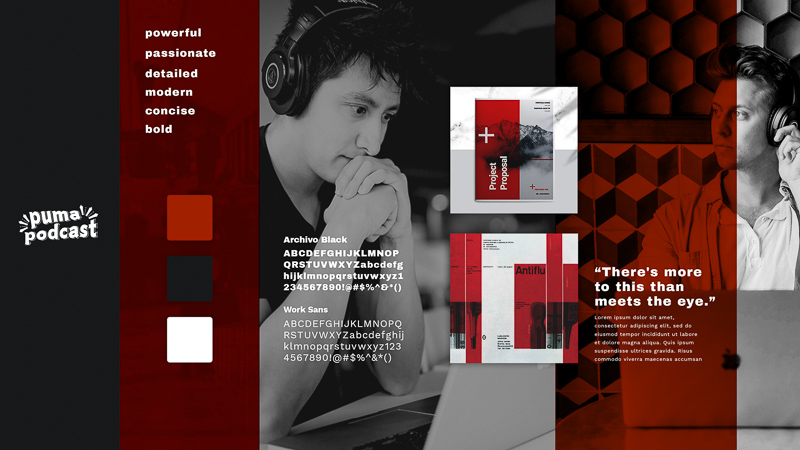 puma
podcast
powerful
passionate
detailed
modern
concise
bold
Archivo Black
ABCDEFGHIJKLMNOP
QRSTUVWXYZabcdefg
hijklmnopqrstuvwxyz1
234567890!@#$%^&*()
Work Sans
ABCDEFGHIJKLMNOPQ
RSTUVWXYZabcdefghij
klmnopqrstuvwxyz123
4567890!@#$%^&*()
Project
Proposal
Antiflu
“There's more
to this than
meets the eye.”
Lorem ipsum dolor sit amet,
consectetur adipiscing elit, sed do
eiusmod tempor incididunt ut labore
et dolore magna aliqua. Quis ipsum
suspendisse ultrices gravida. Risus
commodo viverra maecenas accumsan